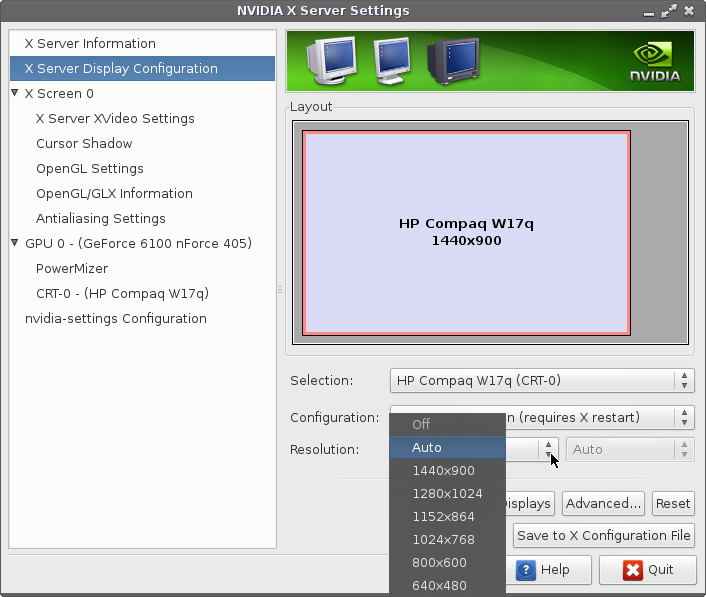 NVIDIA X Server Settings
X Server Information
X Server Display Configuration
X Screen 0
X Server XVideo Settings
Cursor Shadow
OpenGL Settings
OpenGL/GLX Information
Antialiasing Settings
GPU 0 - (GeForce 6100 nForce 405)
PowerMizer
CRT-0 - (HP Compaq W17q)
nvidia-settings Configuration
NVIDIA
Layout
HP Compaq W17q
1440x900
Selection: HP Compaq W17q (CRT-0)
Configuration: (requires X restart)
Resolution: Auto
Off
Auto
1440x900
1280x1024
1152x864
1024x768
800x600
640x480
Displays Advanced... Reset
Save to X Configuration File
Help Quit